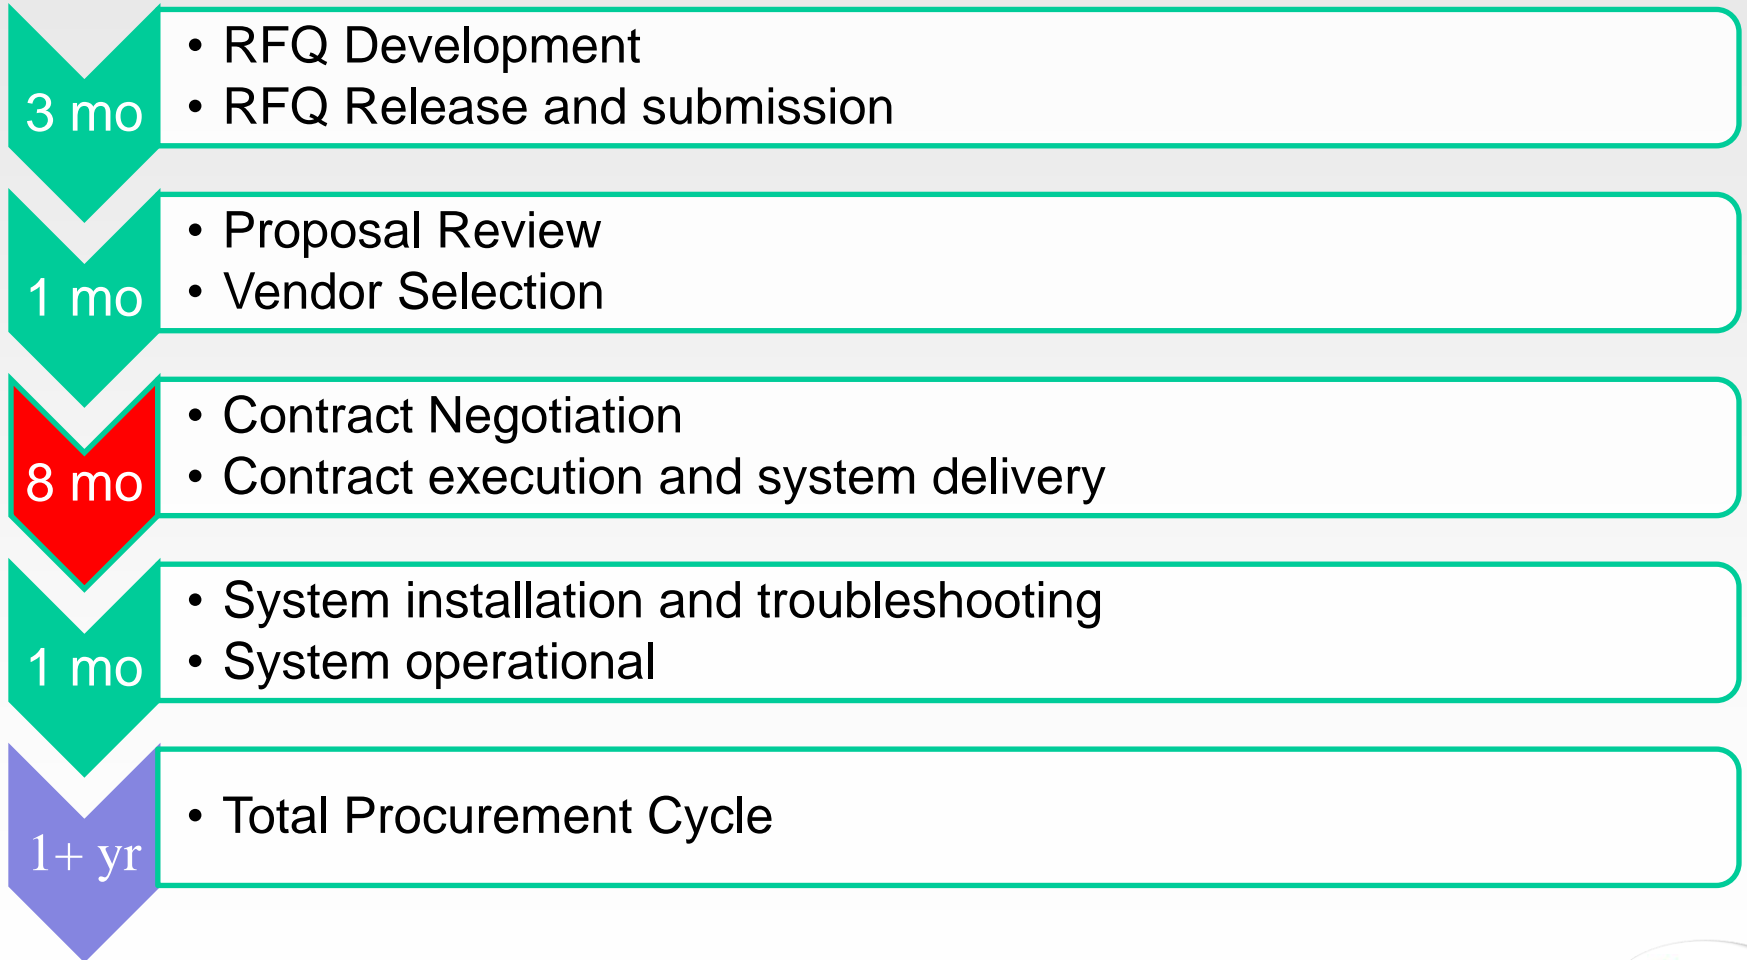 3 mo
• RFQ Development
• RFQ Release and submission
1 mo
• Proposal Review
• Vendor Selection
8 mo
• Contract Negotiation
• Contract execution and system delivery
1 mo
• System installation and troubleshooting
• System operational
1+ yr
• Total Procurement Cycle